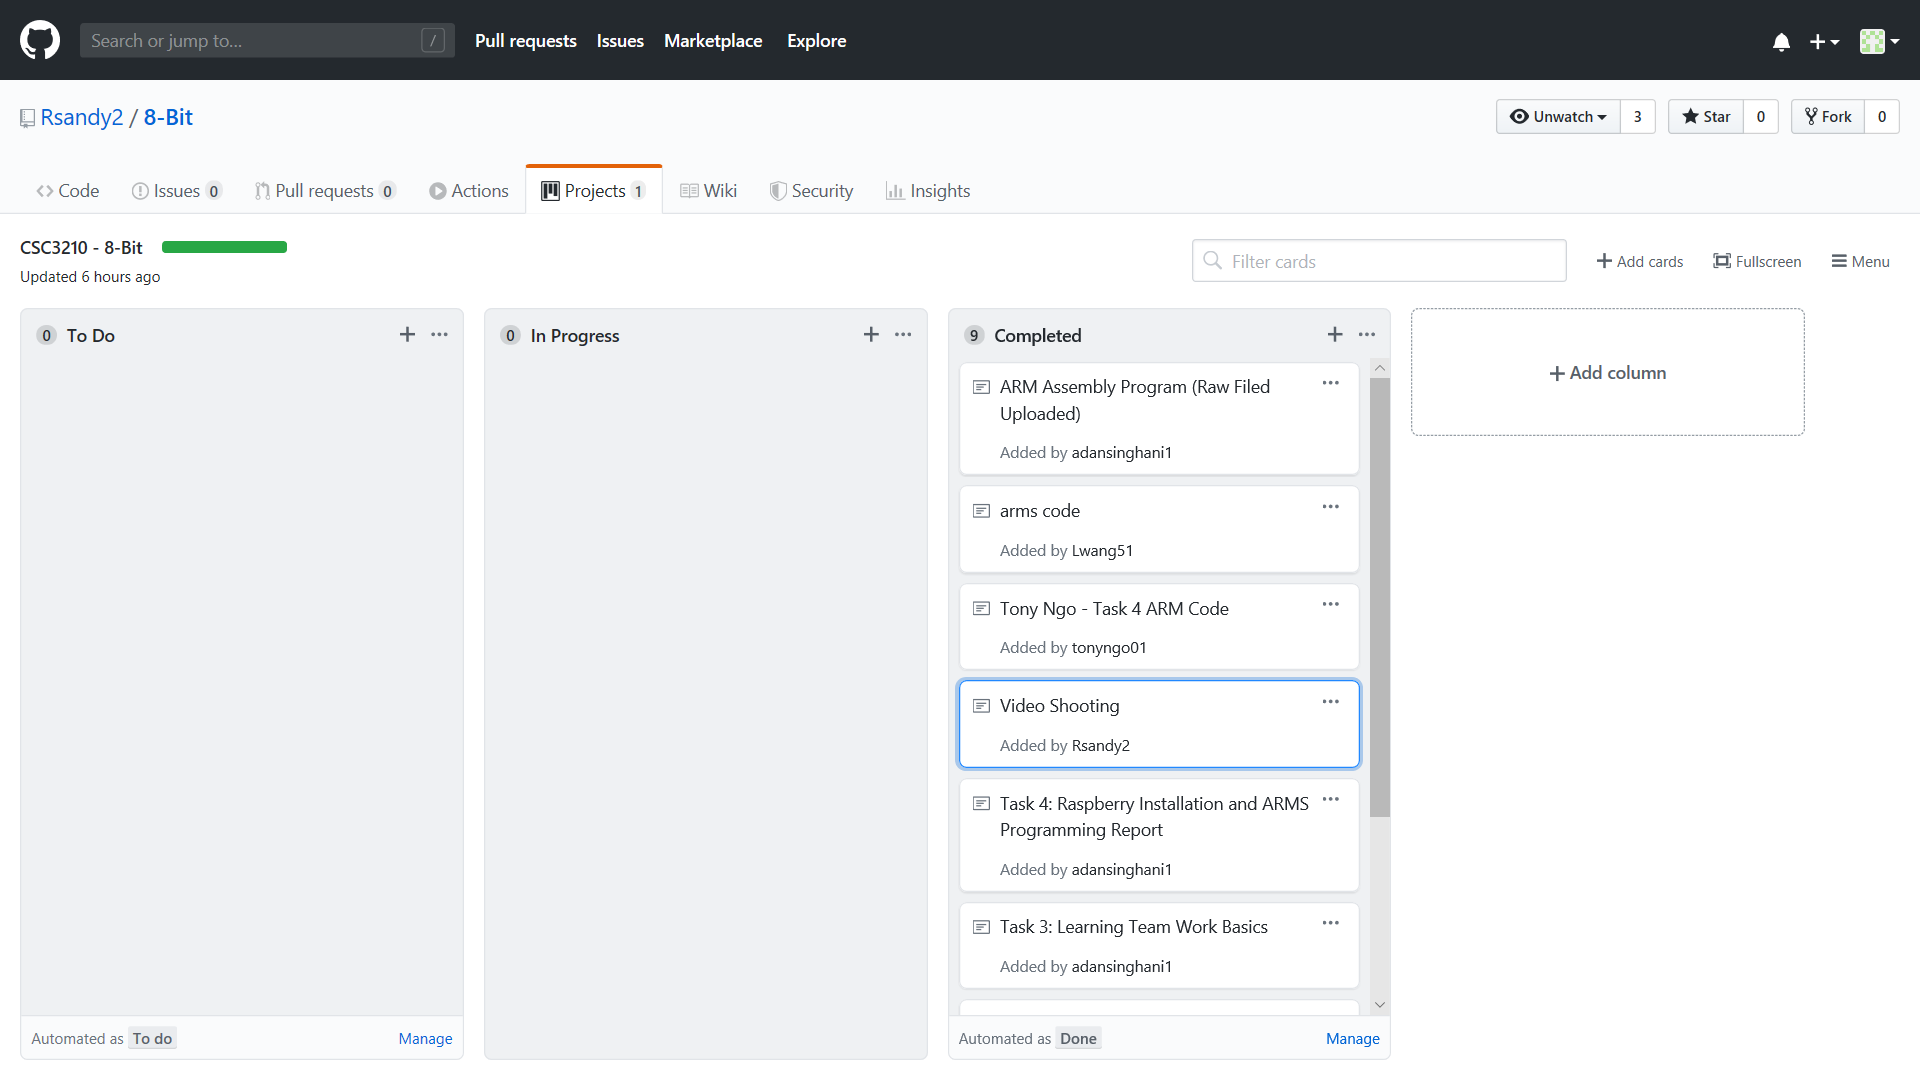 Search or jump to... /
Pull requests Issues Marketplace Explore
Rsandy2 / 8-Bit
Unwatch 3 Star 0 Fork 0
Code Issues 0 Pull requests 0 Actions Projects 1 Wiki Security Insights
CSC3210 - 8-Bit
Updated 6 hours ago
Filter cards
Add cards Fullscreen Menu
0 To Do
Automated as To do Manage
0 In Progress
9 Completed
ARM Assembly Program (Raw Filed
Uploaded)
Added by adansinghani1
arms code
Added by Lwang51
Tony Ngo - Task 4 ARM Code
Added by tonyngo01
Video Shooting
Added by Rsandy2
Task 4: Raspberry Installation and ARMS
Programming Report
Added by adansinghani1
Task 3: Learning Team Work Basics
Added by adansinghani1
Automated as Done Manage
Add column